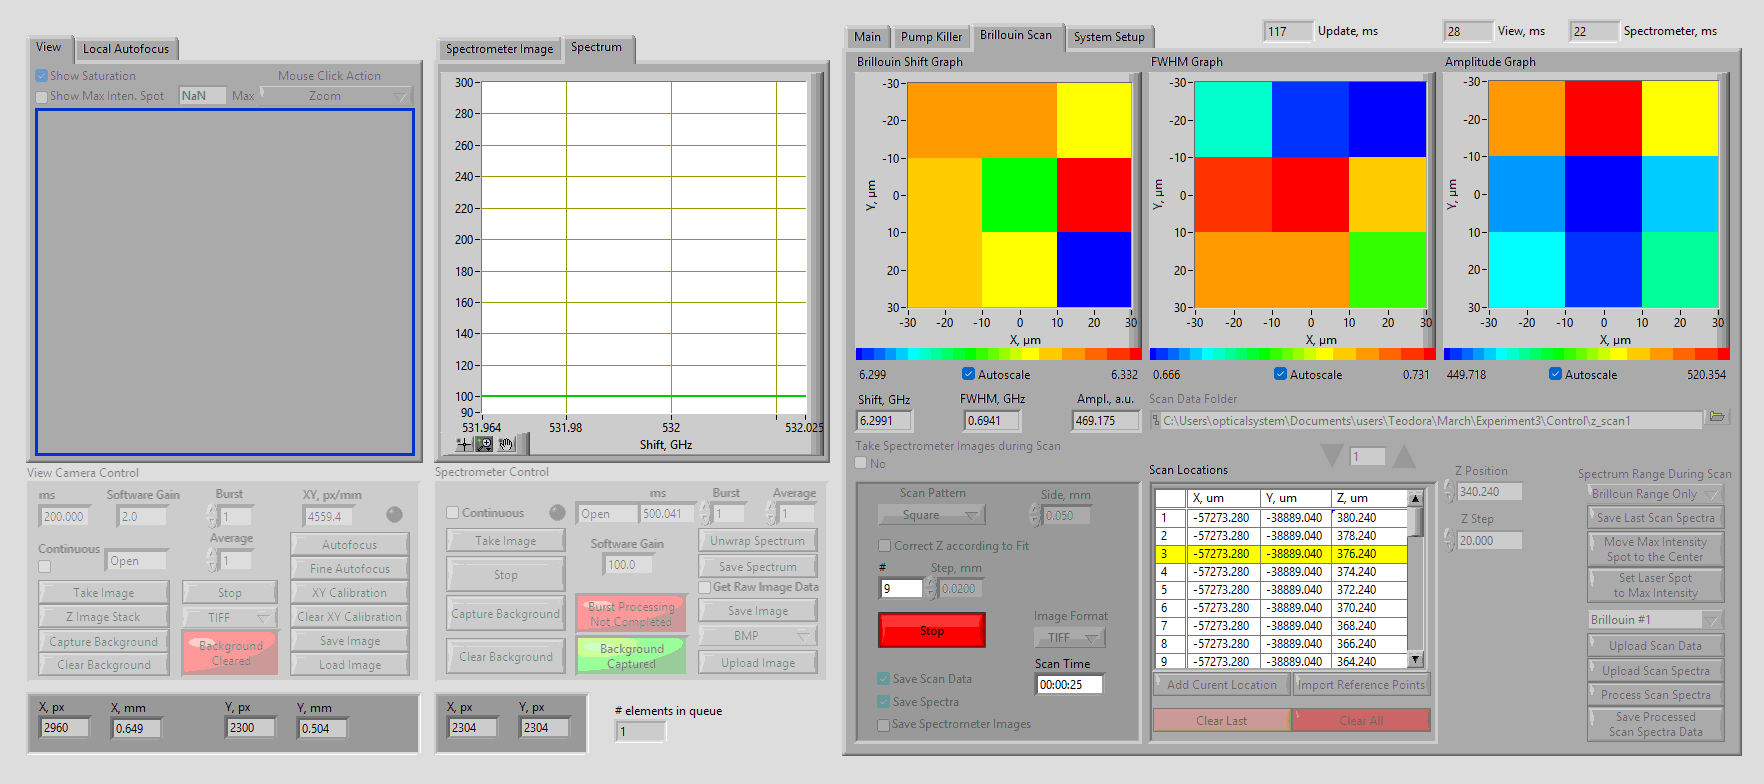 View
Local Autofocus
Show Saturation
Mouse Click Action
Show Max Inten. Spot
NaN
Max
Zoom
View Camera Control
ms
Software Gain
Burst
XY, px/mm
200.000
2.0
1
4559.4
Average
Continuous
Open
1
Autofocus
Fine Autofocus
Take Image
Stop
XY Calibration
Z Image Stack
TIFF
Clear XY Calibration
Capture Background
Background
Cleared
Save Image
Clear Background
Load Image
X, px
X, mm
Y, px
Y, mm
2960
0.649
2300
0.504
Spectrometer Image
Spectrum
300
280
260
240
220
200
180
160
140
120
100
90
531.964
531.98
532
532.025
Shift, GHz
Spectrometer Control
ms
Burst
Average
Continuous
Open
500.041
1
1
Take Image
Software Gain
100.0
Unwrap Spectrum
Stop
Save Spectrum
Get Raw Image Data
Capture Background
Burst Processing
Not Completed
Save Image
BMP
Clear Background
Background
Captured
Upload Image
X, px
Y, px
2304
2304
# elements in queue
1
117
Update, ms
28
View, ms
22
Spectrometer, ms
Main
Pump Killer
Brillouin Scan
System Setup
Brillouin Shift Graph
-30
-20
-10
0
10
20
30
Y, µm
-30
-20
-10
0
10
20
30
X, µm
6.299
Autoscale
6.332
FWHM Graph
-30
-20
-10
0
10
20
30
Y, µm
-30
-20
-10
0
10
20
30
X, µm
0.666
Autoscale
0.731
Amplitude Graph
-30
-20
-10
0
10
20
30
Y, µm
-30
-20
-10
0
10
20
30
X, µm
449.718
Autoscale
520.354
Shift, GHz
FWHM, GHz
Ampl., a.u.
6.2991
0.6941
469.175
Scan Data Folder
C:\Users\opticalsystem\Documents\users\Teodora\March\Experiment3\Control\z_scan1
Take Spectrometer Images during Scan
No
Scan Pattern
Side, mm
Square
0.050
Correct Z according to Fit
#
Step, mm
9
0.0200
Stop
Image Format
TIFF
Scan Time
00:00:25
Save Scan Data
Save Spectra
Save Spectrometer Images
Scan Locations
1
X, um
Y, um
Z, um
1 -57273.280 -38889.040 380.240
2 -57273.280 -38889.040 378.240
3 -57273.280 -38889.040 376.240
4 -57273.280 -38889.040 374.240
5 -57273.280 -38889.040 372.240
6 -57273.280 -38889.040 370.240
7 -57273.280 -38889.040 368.240
8 -57273.280 -38889.040 366.240
9 -57273.280 -38889.040 364.240
Add Curent Location
Import Reference Points
Clear Last
Clear All
Z Position
340.240
Z Step
20.000
Spectrum Range During Scan
Brilloun Range Only
Save Last Scan Spectra
Move Max Intensity
Spot to the Center
Set Laser Spot
to Max Intensity
Brillouin #1
Upload Scan Data
Upload Scan Spectra
Process Scan Spectra
Save Processed
Scan Spectra Data